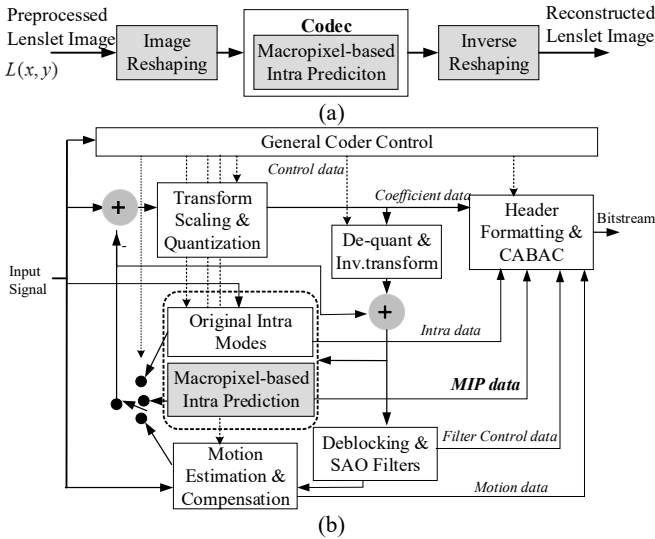 Preprocessed
Lenslet Image
L(x, y)
Image
Reshaping
Codec
Macropixel-based
Intra Prediciton
Inverse
Reshaping
Reconstructed
Lenslet Image
(a)
General Coder Control
Control data
Transform
Scaling &
Quantization
+
-
Coefficient data
Header
Formatting &
CABAC
Bitstream
De-quant &
Inv.transform
Input
Signal
+
Original Intra
Modes
Intra data
Macropixel-based
Intra Prediction
MIP data
Deblocking &
SAO Filters
Filter Control data
Motion
Estimation &
Compensation
Motion data
(b)